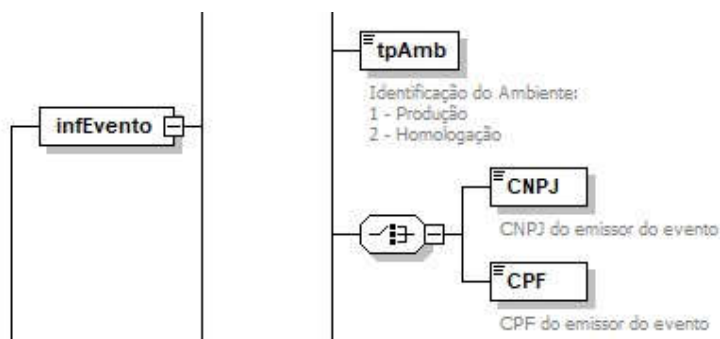 tpAmb
Identificação do Ambiente:
1 - Produção
2 - Homologação
infEvento
CNPJ
CNPJ do emissor do evento
CPF
CPF do emissor do evento